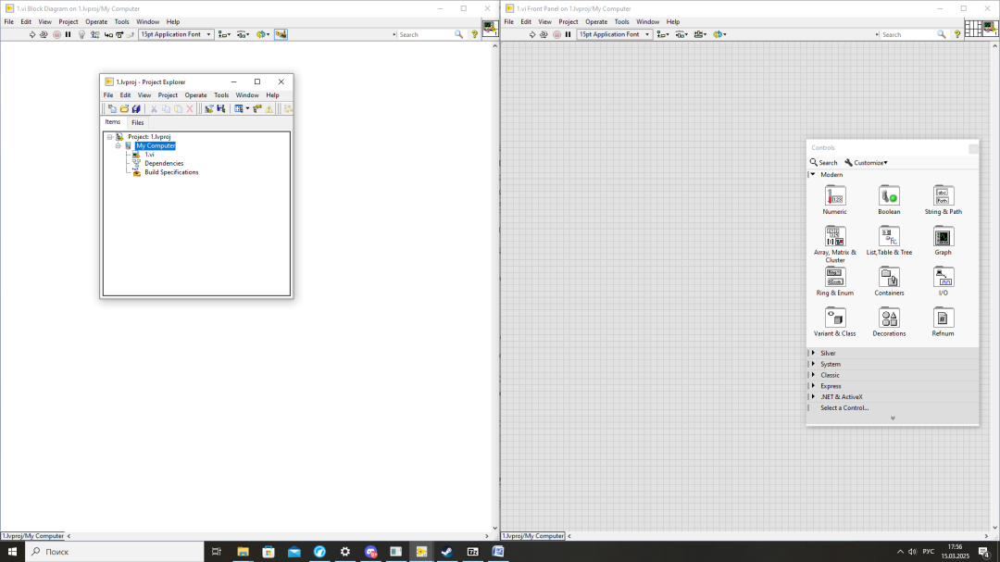 1.vi Block Diagram on 1.lvproj/My Computer
File Edit View Project Operate Tools Window Help
15pt Application Font
Search
1.lvproj - Project Explorer
File Edit View Project Operate Tools Window Help
Items Files
Project: 1.lvproj
My Computer
1.vi
Dependencies
Build Specifications
1.lvproj/My Computer
1.vi Front Panel on 1.lvproj/My Computer
File Edit View Project Operate Tools Window Help
15pt Application Font
Search
Controls
Search Customize
Modern
Numeric Boolean String & Path
Array, Matrix & Cluster List, Table & Tree Graph
Ring & Enum Containers I/O
Variant & Class Decorations Refnum
Silver
System
Classic
Express
.NET & ActiveX
Select a Control...
1.lvproj/My Computer
Поиск
РУС
17:56
15.03.2025
4